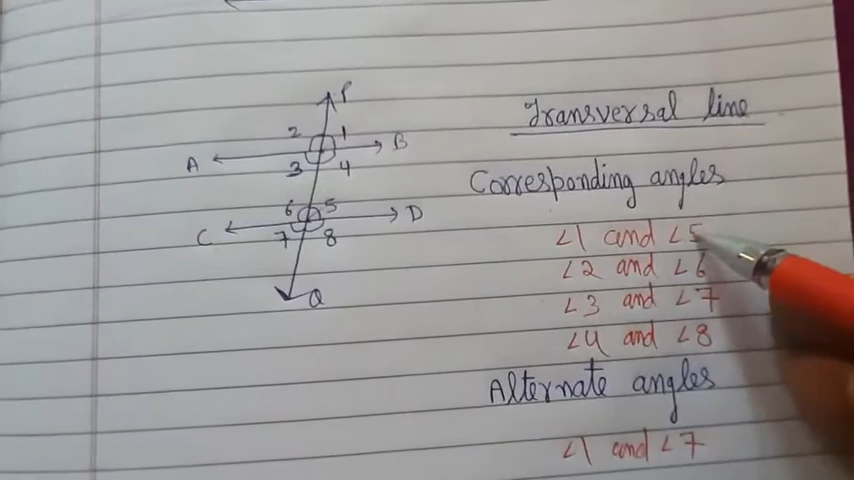 P
2 1
A B
3 4
6 5
C D
7 8
Q
Transversal line
Corresponding angles
∠1 and ∠5
∠2 and ∠6
∠3 and ∠7
∠4 and ∠8
Alternate angles
∠1 and ∠7